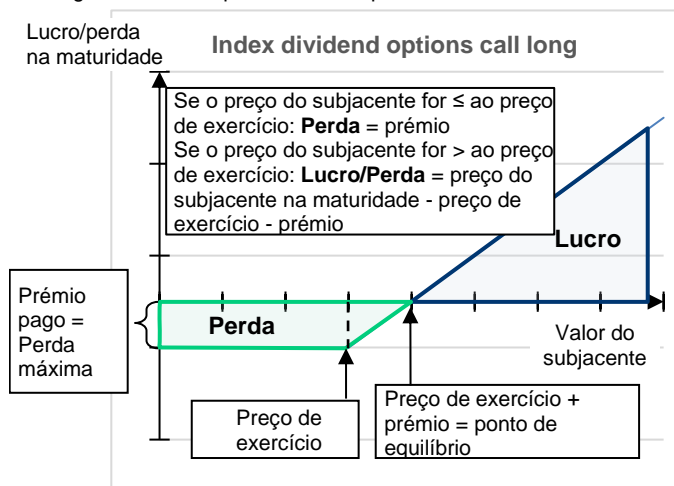 Lucro/perda
na maturidade
Index dividend options call long
Se o preço do subjacente for ≤ ao preço
de exercício: Perda = prémio
Se o preço do subjacente for > ao preço
de exercício: Lucro/Perda = preço do
subjacente na maturidade - preço de
exercício - prémio
Lucro
Prémio
pago =
Perda
máxima
Perda
Valor do
subjacente
Preço de
exercício
Preço de exercício +
prémio = ponto de
equilíbrio